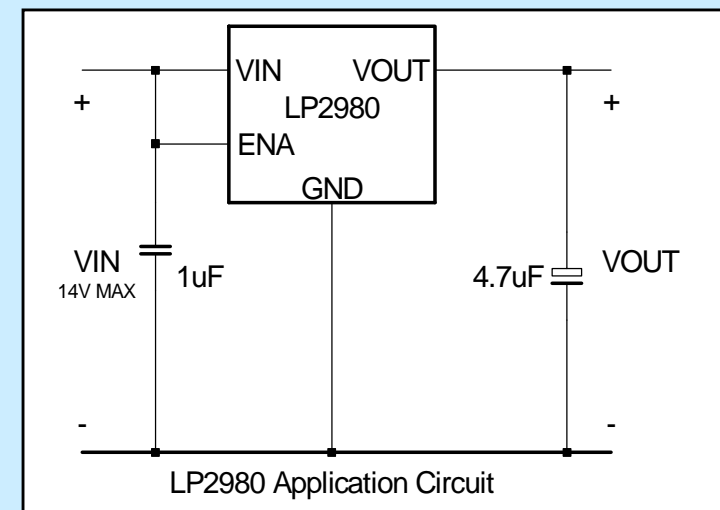 VIN VOUT
LP2980
+ +
ENA
GND
VIN
14V MAX
1uF
4.7uF
VOUT
- -
LP2980 Application Circuit